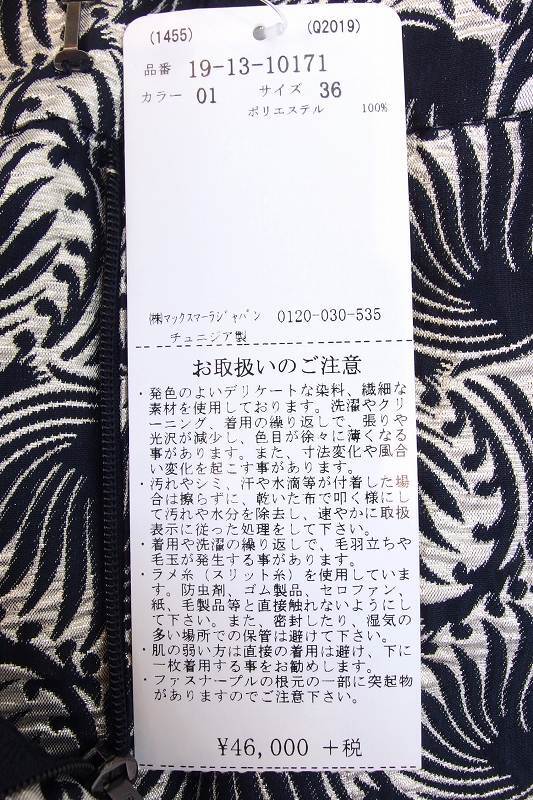 (1455) (Q2019)
品番 19-13-10171
カラー 01 サイズ 36
ポリエステル 100%
㈱マックスマーラジャパン 0120-030-535
チュニジア製
お取扱いのご注意
・発色のよいデリケートな染料、繊細な
素材を使用しております。洗濯やクリ
ーニング、着用の繰り返しで、張りや
光沢が減少し、色目が徐々に薄くなる
事があります。また、寸法変化や風合
い変化を起こす事があります。
・汚れやシミ、汗や水滴等が付着した場
合は擦らずに、乾いた布で叩く様にし
て汚れや水分を除去し、速やかに取扱
表示に従った処理をして下さい。
・着用や洗濯の繰り返しで、毛羽立ちや
毛玉が発生する事があります。
・ラメ糸（スリット糸）を使用していま
す。防虫剤、ゴム製品、セロファン、
紙、毛製品等と直接触れないようにし
て下さい。また、密封したり、湿気の
多い場所での保管は避けて下さい。
・肌の弱い方は直接の着用は避け、下に
一枚着用する事をお勧めします。
・ファスナープルの根元の一部に突起物
がありますのでご注意下さい。
¥46,000 +税